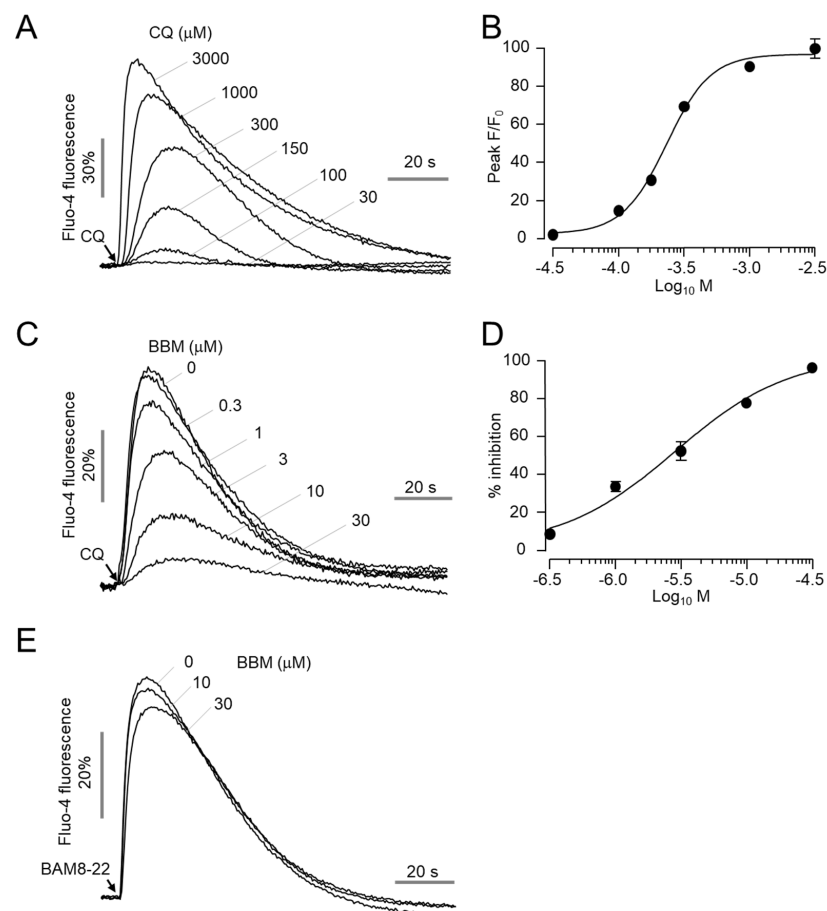 A
CQ (μM)
3000
1000
300
150
100
30
Fluo-4 fluorescence
30%
20 s
CQ
B
Peak F/F0
100
80
60
40
20
0
-4.5 -4.0 -3.5 -3.0 -2.5
Log10 M
C
BBM (μM)
0
0.3
1
3
10
30
Fluo-4 fluorescence
20%
20 s
CQ
D
% inhibition
100
80
60
40
20
0
-6.5 -6.0 -5.5 -5.0 -4.5
Log10 M
E
0 BBM (μM)
10
30
Fluo-4 fluorescence
20%
20 s
BAM8-22